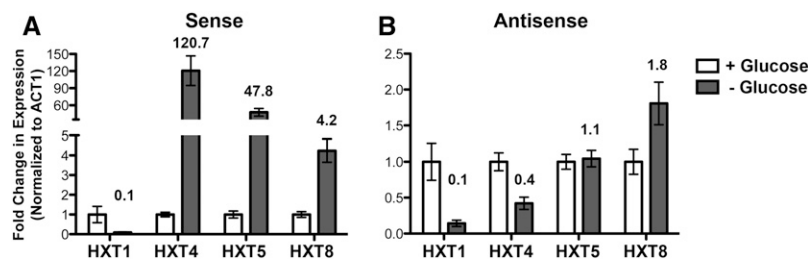 A
Sense
Fold Change in Expression
(Normalized to ACT1)
150
120
90
60
5
4
3
2
1
0
0.1
120.7
47.8
4.2
HXT1 HXT4 HXT5 HXT8
B
Antisense
2.5
2.0
1.5
1.0
0.5
0.0
0.1
0.4
1.1
1.8
HXT1 HXT4 HXT5 HXT8
+ Glucose
- Glucose